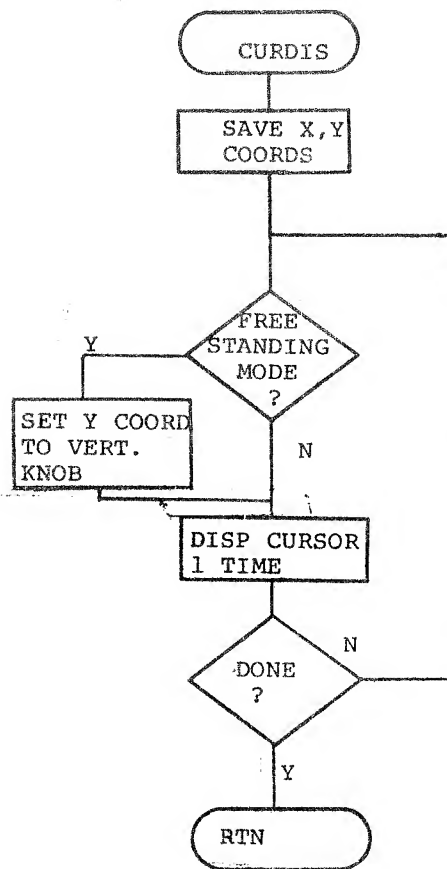 CURDIS
SAVE X,Y
COORDS
FREE
STANDING
MODE
?
Y
SET Y COORD
TO VERT.
KNOB
N
DISP CURSOR
1 TIME
DONE
?
N
Y
RTN